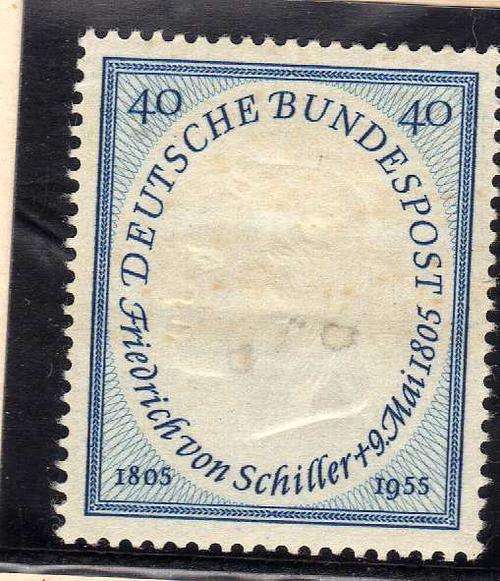 40 40
DEUTSCHE BUNDESPOST
Friedrich von Schiller + 9. Mai 1805
1805 1955